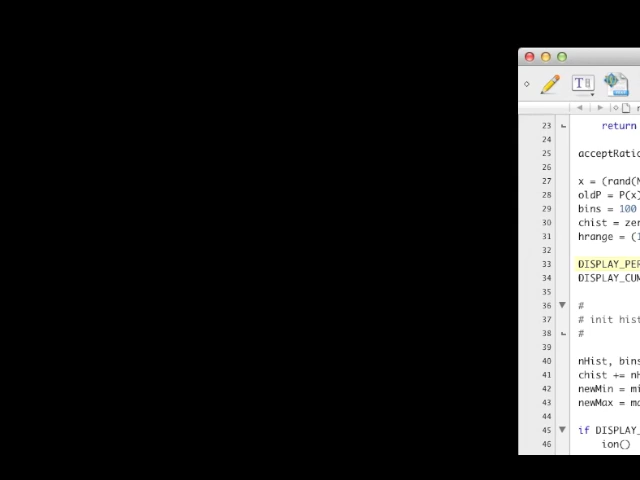 T
23 return
24
25 acceptRatio
26
27 x = (rand(N
28 oldP = P(x)
29 bins = 100
30 chist = zer
31 hrange = (1
32
33 DISPLAY_PER
34 DISPLAY_CUM
35
36 #
37 # init hist
38 #
39
40 nHist, bins
41 chist += nH
42 newMin = mi
43 newMax = ma
44
45 if DISPLAY_
46 ion()